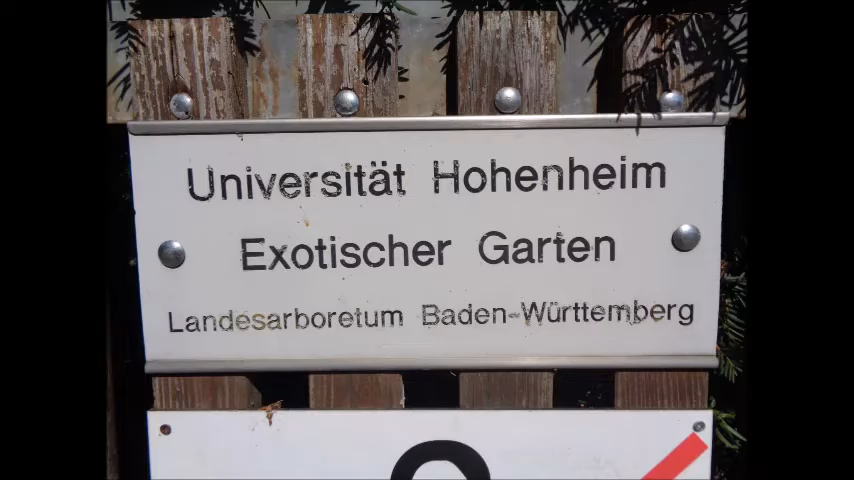 Universität Hohenheim
Exotischer Garten
Landesarboretum Baden-Württemberg